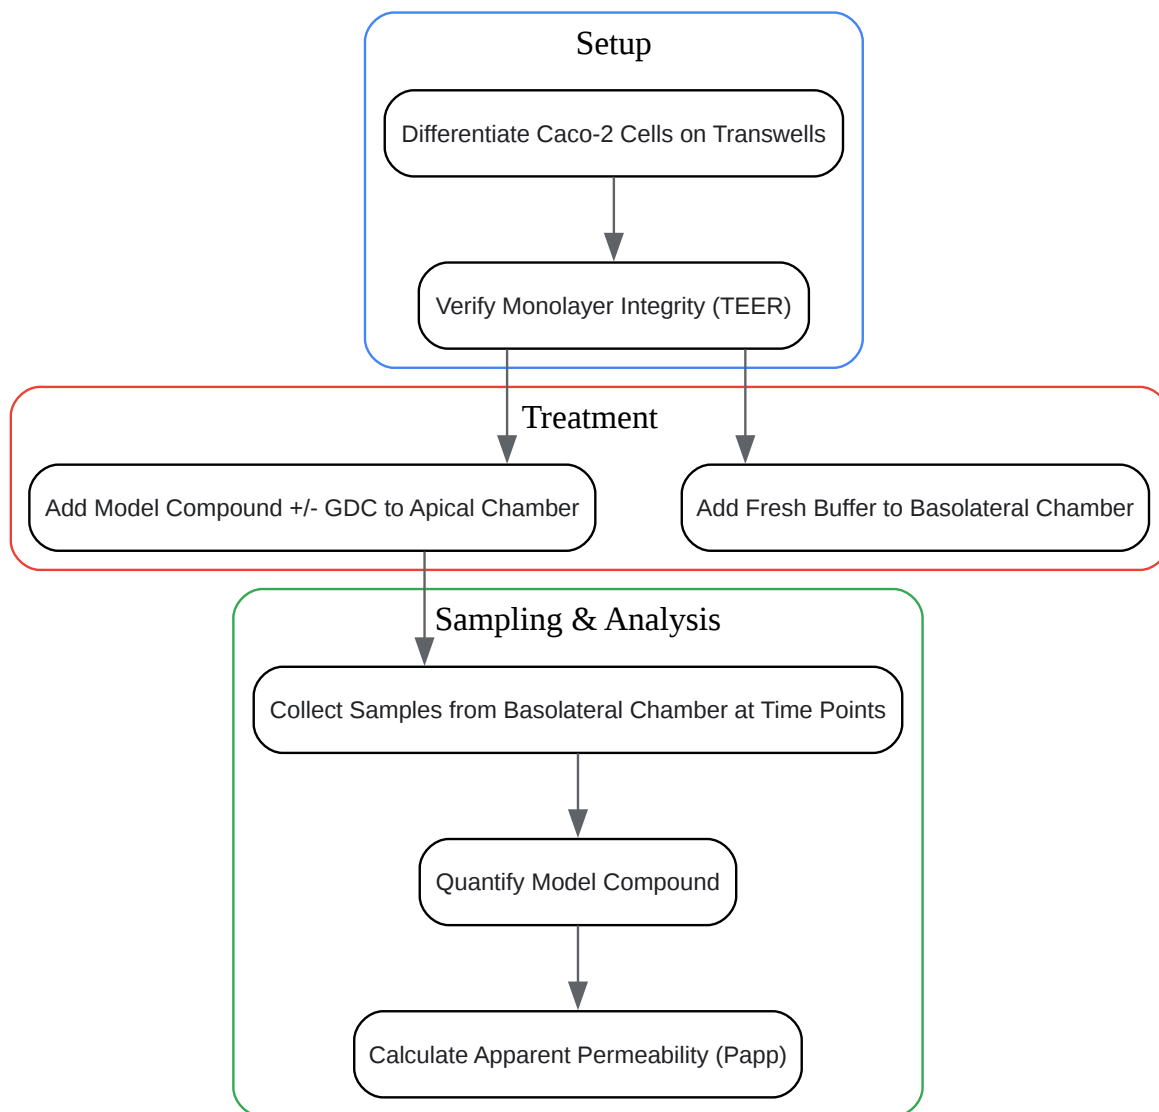 Setup
Differentiate Caco-2 Cells on Transwells
Verify Monolayer Integrity (TEER)
Treatment
Add Model Compound +/- GDC to Apical Chamber
Add Fresh Buffer to Basolateral Chamber
Sampling & Analysis
Collect Samples from Basolateral Chamber at Time Points
Quantify Model Compound
Calculate Apparent Permeability (Papp)